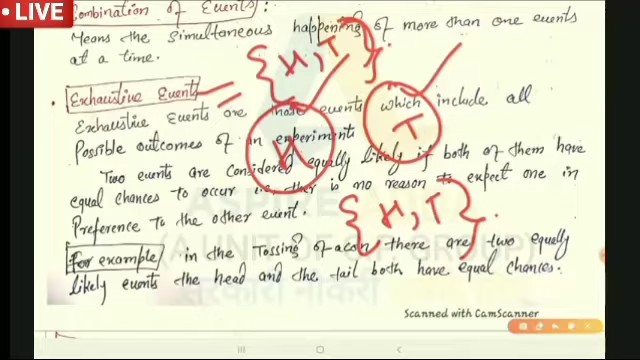 LIVE
Combination of Events:
Means the simultaneous happening of more than one events
at a time.
{H, T}
Exhaustive Events
Exhaustive Events are those events which include all
Possible outcomes of an experiments
H
T
Two events are considered equally likely if both of them have
equal chances to occur i.e. ther is no reason to expect one in
Preference to the other event.
{H, T}.
For example in the Tossing of a coin there are two equally
likely events the head and the tail both have equal chances.
Scanned with CamScanner